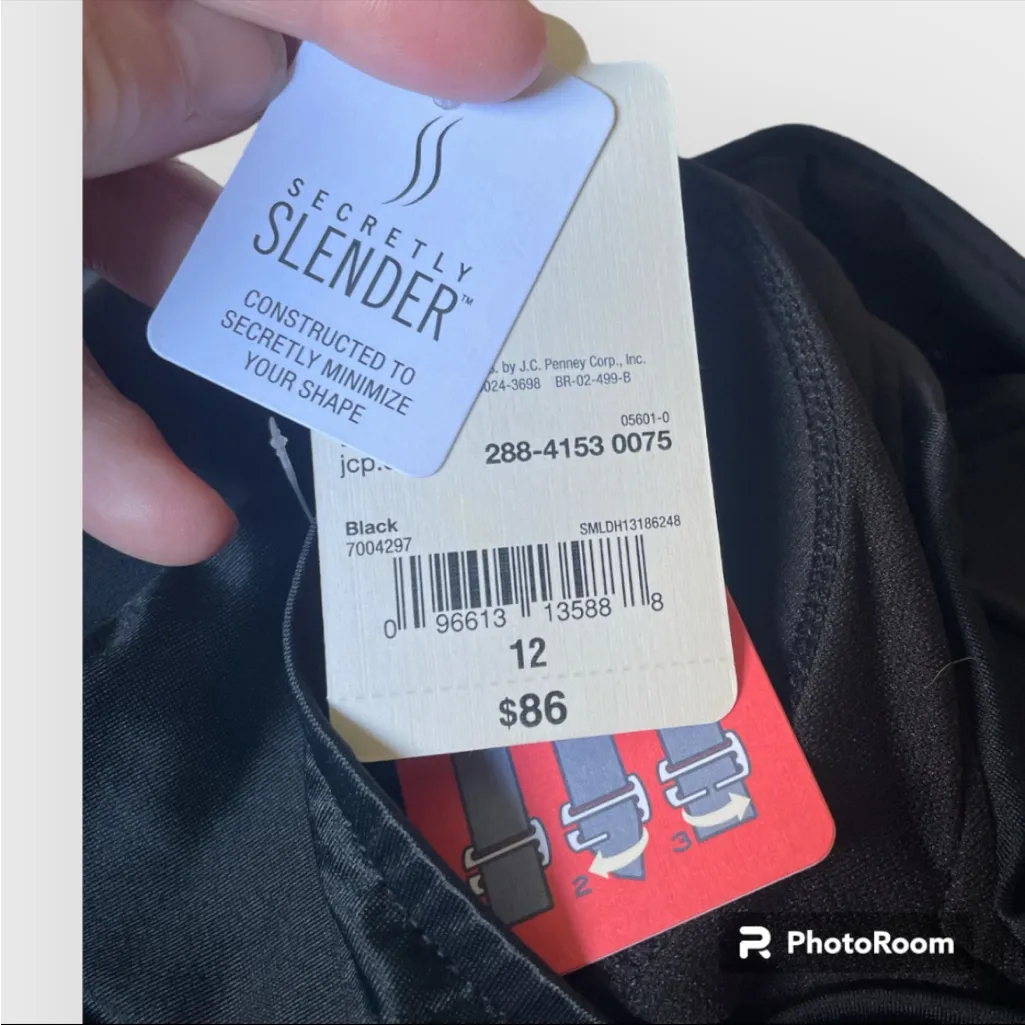 SECRETLY
SLENDER™
CONSTRUCTED TO
SECRETLY MINIMIZE
YOUR SHAPE
. by J.C. Penney Corp., Inc.
024-3698 BR-02-499-B
05601-0
jcp.
288-4153 0075
Black
SMLDH13186248
7004297
0 96613 13588 8
12
$86
2
3
PhotoRoom